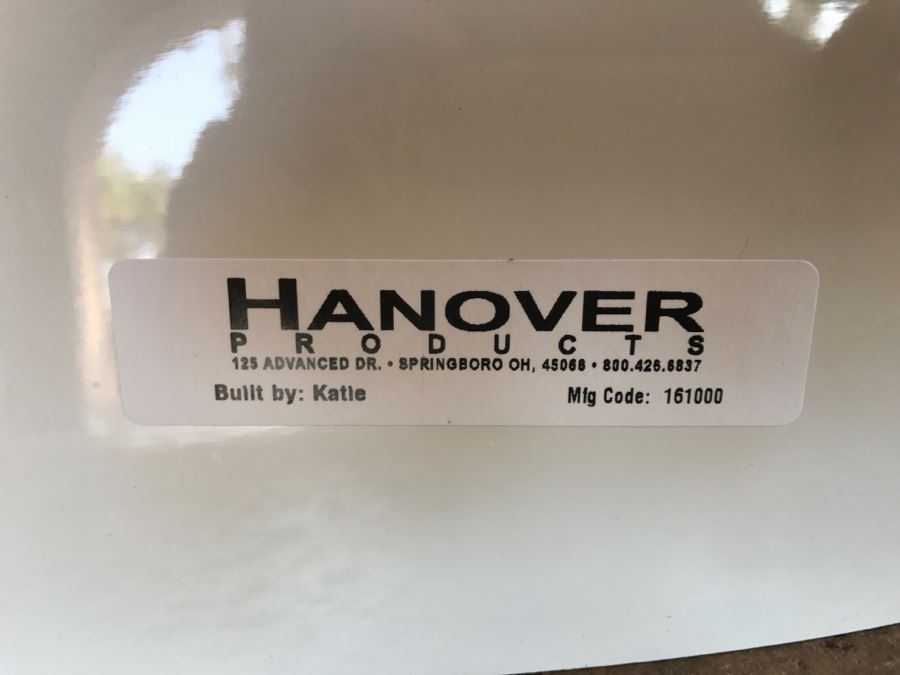 HANOVER
PRODUCTS
125 ADVANCED DR. • SPRINGBORO OH, 45066 • 800.426.6837
Built by: Katie
Mfg Code: 161000